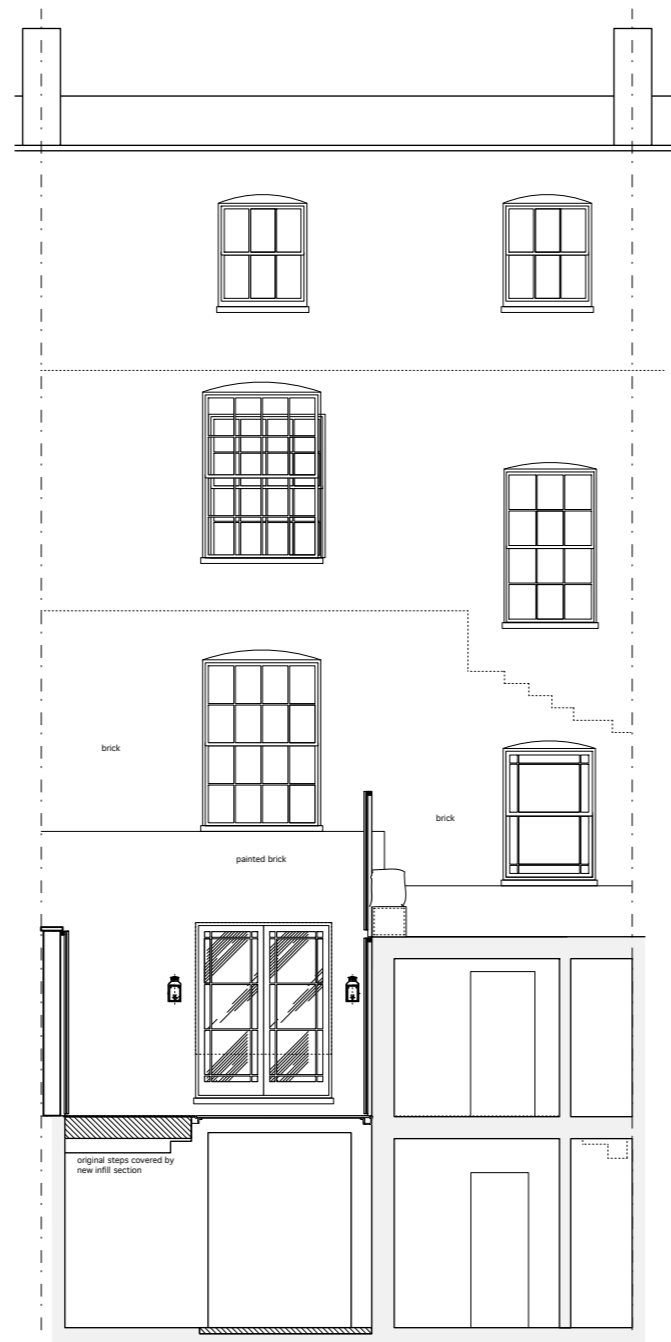 brick
brick
painted brick
original steps covered by
new infill section